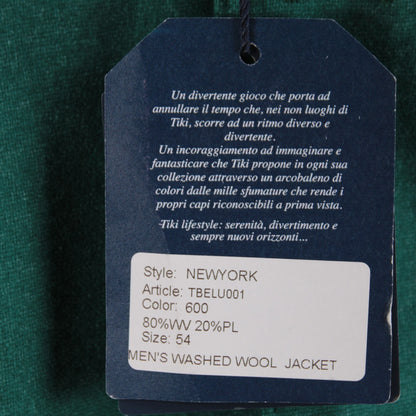 Un divertente gioco che porta ad
annullare il tempo che, nei non luoghi di
Tiki, scorre ad un ritmo diverso e
divertente.
Un incoraggiamento ad immaginare e
fantasticare che Tiki propone in ogni sua
collezione attraverso un arcobaleno di
colori dalle mille sfumature che rende i
propri capi riconoscibili a prima vista.
Tiki lifestyle: serenità, divertimento e
sempre nuovi orizzonti...
Style: NEWYORK
Article: TBELU001
Color: 600
80%WV 20%PL
Size: 54
MEN'S WASHED WOOL JACKET